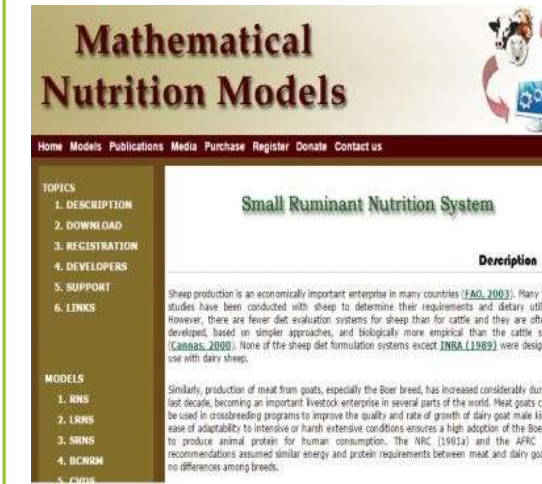 Mathematical
Nutrition Models
Home Models Publications Media Purchase Register Donate Contact us
TOPICS
1. DESCRIPTION
2. DOWNLOAD
3. REGISTRATION
4. DEVELOPERS
5. SUPPORT
6. LINKS
MODELS
1. RNS
2. LRNS
3. SRNS
4. BCNRM
5. CVDS
Small Ruminant Nutrition System
Description
Sheep production is an economically important enterprise in many countries (FAO, 2003). Many
studies have been conducted with sheep to determine their requirements and dietary util
However, there are fewer diet evaluation systems for sheep than for cattle and they are ofte
developed, based on simpler approaches, and biologically more empirical than the cattle s
(Cannas, 2000). None of the sheep diet formulation systems except INRA (1989) were desig
use with dairy sheep.
Similarly, production of meat from goats, especially the Boer breed, has increased considerably dur
last decade, becoming an important livestock enterprise in several parts of the world. Meat goats c
be used in crossbreeding programs to improve the quality and rate of growth of dairy goat male ki
ease of adaptability to intensive or harsh extensive conditions ensures a high adoption of the Boe
to produce animal protein for human consumption. The NRC (1981a) and the AFRC
recommendations assumed similar energy and protein requirements between meat and dairy goa
no differences among breeds.